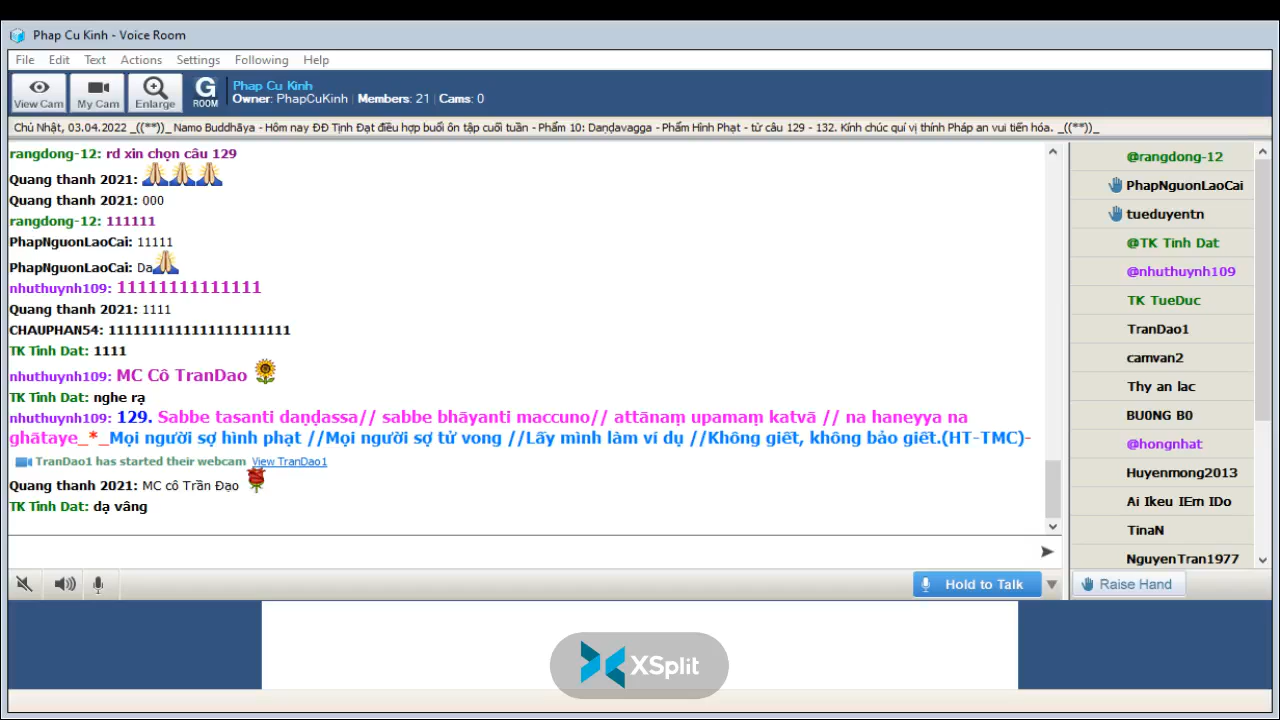 Phap Cu Kinh - Voice Room
File Edit Text Actions Settings Following Help
View Cam My Cam Enlarge G ROOM
Phap Cu Kinh
Owner: PhapCuKinh | Members: 21 | Cams: 0
Chủ Nhật, 03.04.2022 _((**))_ Namo Buddhāya - Hôm nay ĐĐ Tịnh Đạt điều hợp buổi ôn tập cuối tuần - Phẩm 10: Daṇḍavagga - Phẩm Hình Phạt - từ câu 129 - 132. Kính chúc quí vị thính Pháp an vui tiến hóa. _((**))_
rangdong-12: rd xin chọn câu 129
Quang thanh 2021:
Quang thanh 2021: 000
rangdong-12: 111111
PhapNguonLaoCai: 11111
PhapNguonLaoCai: Da
nhuthuynh109: 11111111111111
Quang thanh 2021: 1111
CHAUPHAN54: 1111111111111111111111
TK Tinh Dat: 1111
nhuthuynh109: MC Cô TranDao
TK Tinh Dat: nghe rạ
nhuthuynh109: 129. Sabbe tasanti daṇḍassa// sabbe bhāyanti maccuno// attānaṃ upamaṃ katvā // na haneyya na
ghātaye_*_Mọi người sợ hình phạt //Mọi người sợ tử vong //Lấy mình làm ví dụ //Không giết, không bảo giết.(HT-TMC)-
TranDao1 has started their webcam View TranDao1
Quang thanh 2021: MC cô Trần Đạo
TK Tinh Dat: dạ vâng
@rangdong-12
PhapNguonLaoCai
tueduyentn
@TK Tinh Dat
@nhuthuynh109
TK TueDuc
TranDao1
camvan2
Thy an lac
BU0NG B0
@hongnhat
Huyenmong2013
Ai Ikeu IEm IDo
TinaN
NguyenTran1977
Hold to Talk
Raise Hand
XSplit